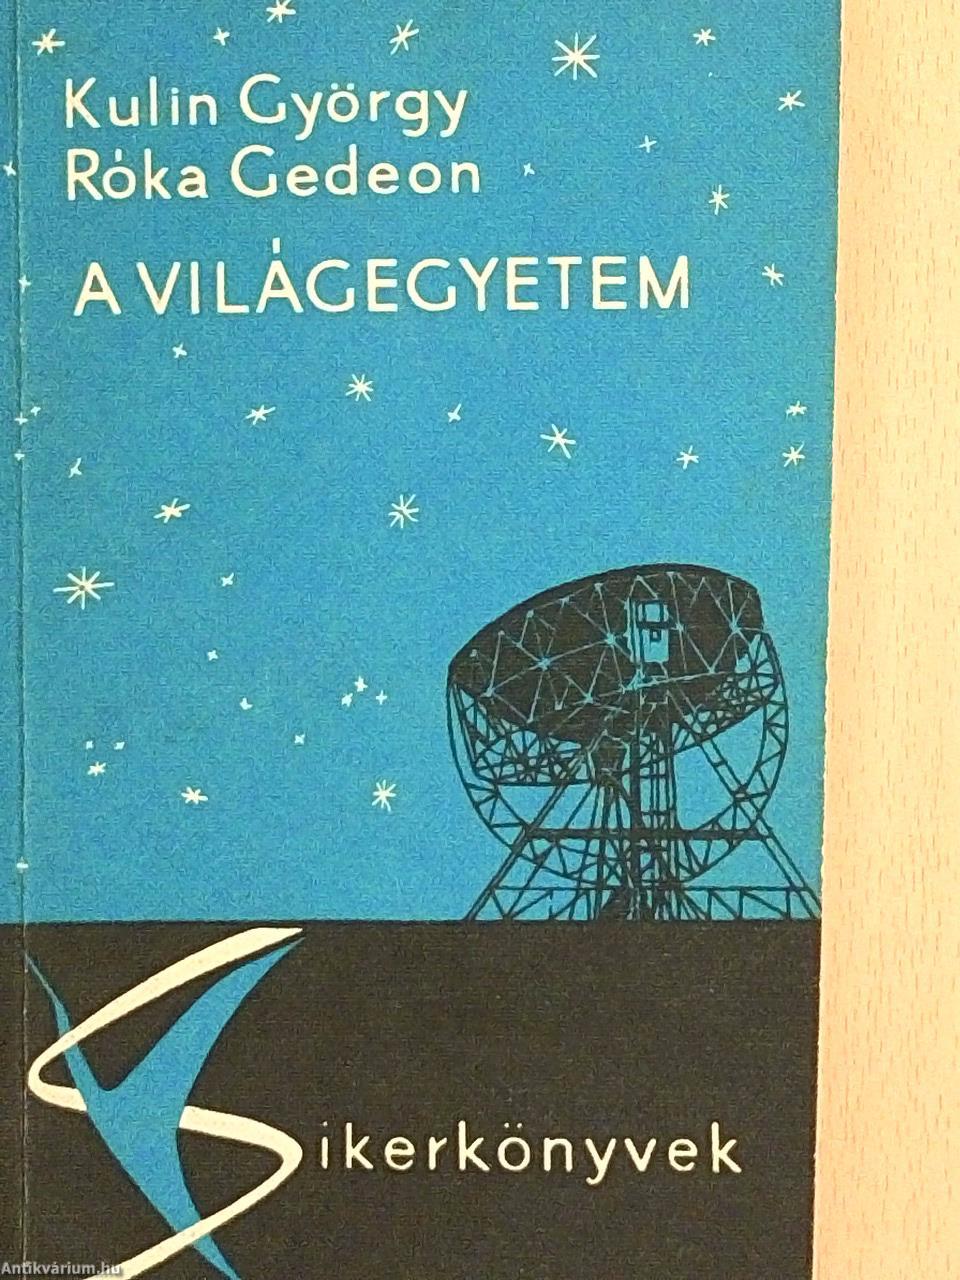 Kulin György
Róka Gedeon
A VILÁGEGYETEM
Sikerkönyvek
Antikvárium.hu